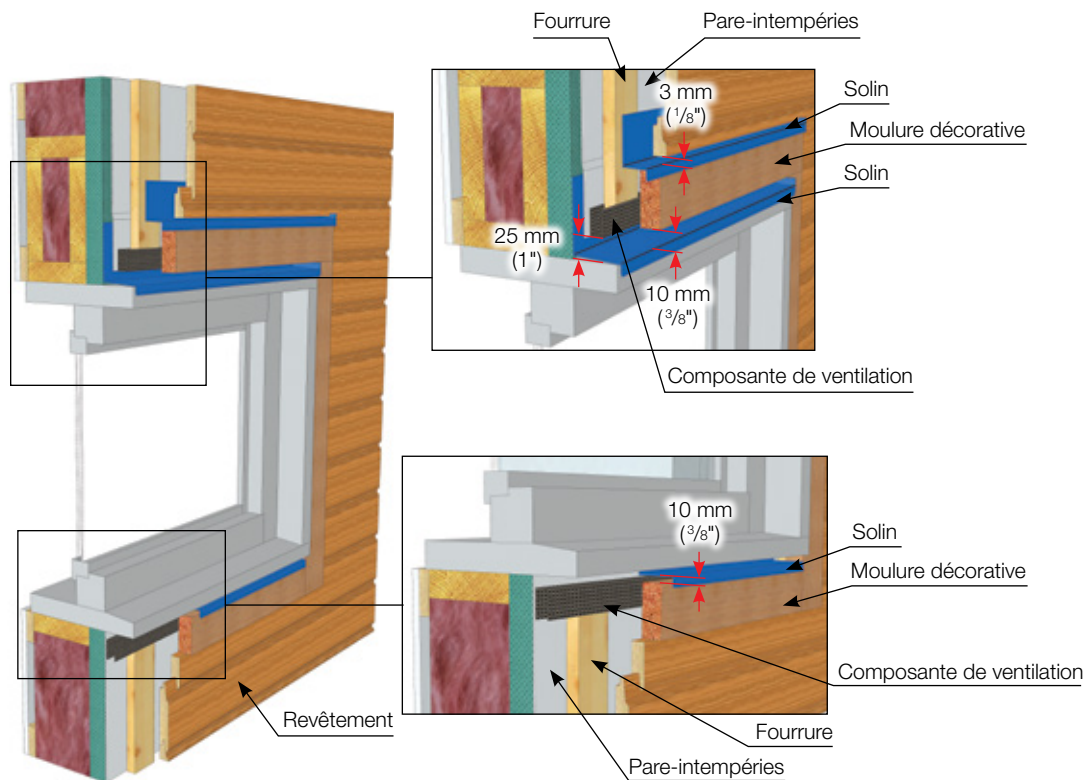 Fourrure
Pare-intempéries
3 mm
(1/8")
Solin
Moulure décorative
Solin
25 mm
(1")
10 mm
(3/8")
Composante de ventilation
10 mm
(3/8")
Solin
Moulure décorative
Composante de ventilation
Revêtement
Fourrure
Pare-intempéries